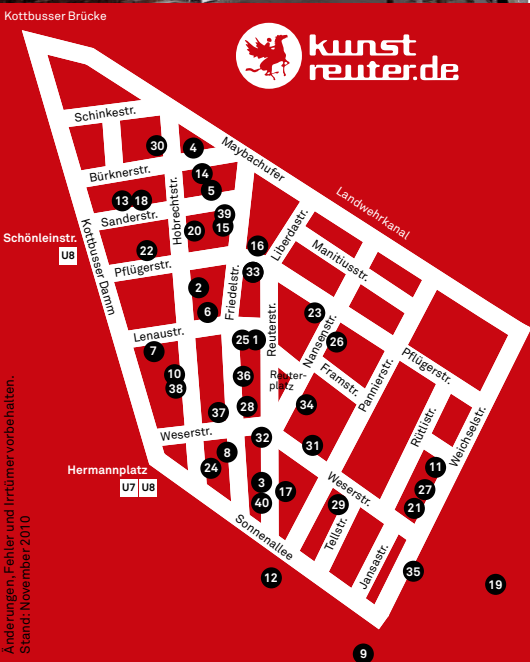 Kottbusser Brücke
kunst
reuter.de
Schinkestr.
30
4
Maybachufer
Bürknerstr.
14
5
13
18
Hobrechtstr.
Landwehrkanal
Sanderstr.
39
15
20
Kottbusser Damm
Schönleinstr.
U8
22
16
Liberdastr.
Manitiusstr.
Pflügerstr.
33
2
6
Friedelstr.
Reuterstr.
23
Nansenstr.
26
Lenaustr.
7
25
1
Pflügerstr.
10
38
36
Reuter-
platz
Framstr.
Pannierstr.
37
28
34
Rütlistr.
Weichselstr.
Weserstr.
32
31
8
24
Hermannplatz
U7
U8
3
40
17
Weserstr.
11
27
21
29
Sonnenallee
Tellstr.
Jansastr.
35
12
19
9
Änderungen, Fehler und Irrtümer vorbehalten.
Stand: November 2010